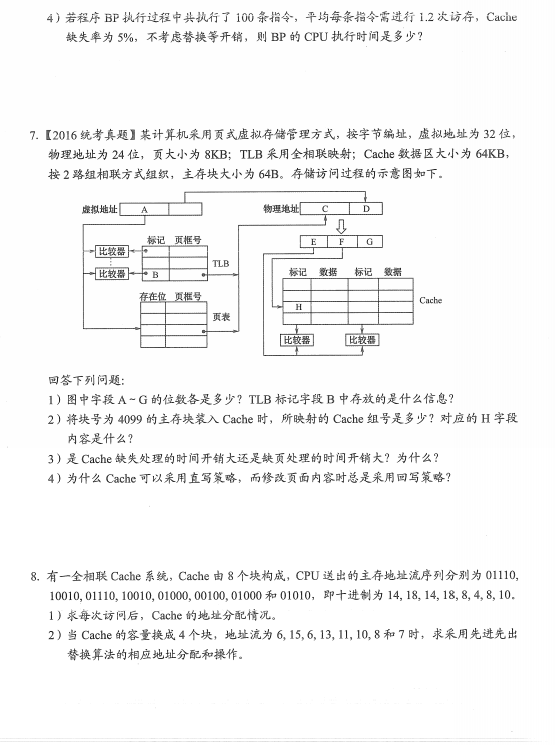 4）若程序 BP 执行过程中共执行了 100 条指令，平均每条指令需进行 1.2 次访存，Cache
缺失率为 5%，不考虑替换等开销，则 BP 的 CPU 执行时间是多少？
7.【2016 统考真题】某计算机采用页式虚拟存储管理方式，按字节编址，虚拟地址为 32 位，
物理地址为 24 位，页大小为 8KB；TLB 采用全相联映射；Cache 数据区大小为 64KB，
按 2 路组相联方式组织，主存块大小为 64B。存储访问过程的示意图如下。
虚拟地址 A 物理地址 C D
E F G
标记 页框号
比较器
TLB
比较器 B
标记 数据 标记 数据
存在位 页框号
Cache
H
页表
比较器 比较器
回答下列问题：
1）图中字段 A ~ G 的位数各是多少？TLB 标记字段 B 中存放的是什么信息？
2）将块号为 4099 的主存块装入 Cache 时，所映射的 Cache 组号是多少？对应的 H 字段
内容是什么？
3）是 Cache 缺失处理的时间开销大还是缺页处理的时间开销大？为什么？
4）为什么 Cache 可以采用直写策略，而修改页面内容时总是采用回写策略？
8. 有一全相联 Cache 系统，Cache 由 8 个块构成，CPU 送出的主存地址流序列分别为 01110,
10010, 01110, 10010, 01000, 00100, 01000 和 01010，即十进制为 14, 18, 14, 18, 8, 4, 8, 10。
1）求每次访问后，Cache 的地址分配情况。
2）当 Cache 的容量换成 4 个块，地址流为 6, 15, 6, 13, 11, 10, 8 和 7 时，求采用先进先出
替换算法的相应地址分配和操作。